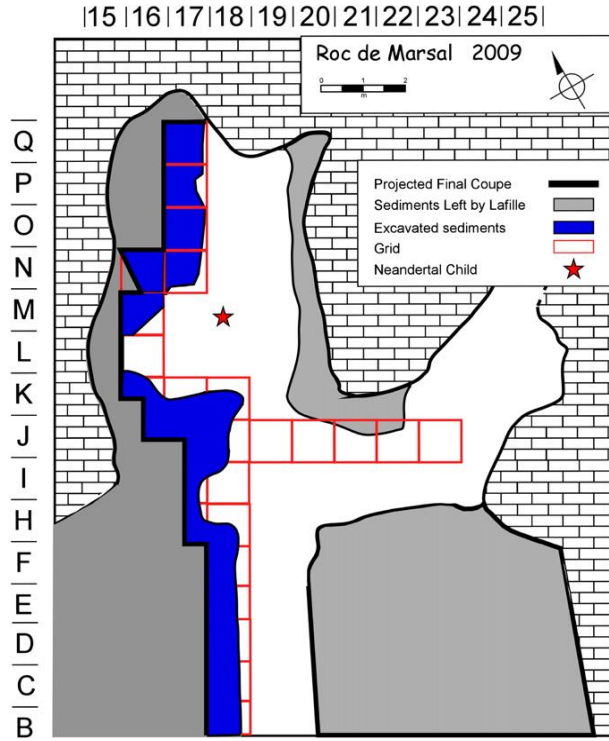 |15|16|17|18|19|20|21|22|23|24|25|
Roc de Marsal 2009
0 1 2
m
Q
P
O
N
M
L
K
J
I
H
F
E
D
C
B
Projected Final Coupe
Sediments Left by Lafille
Excavated sediments
Grid
Neandertal Child